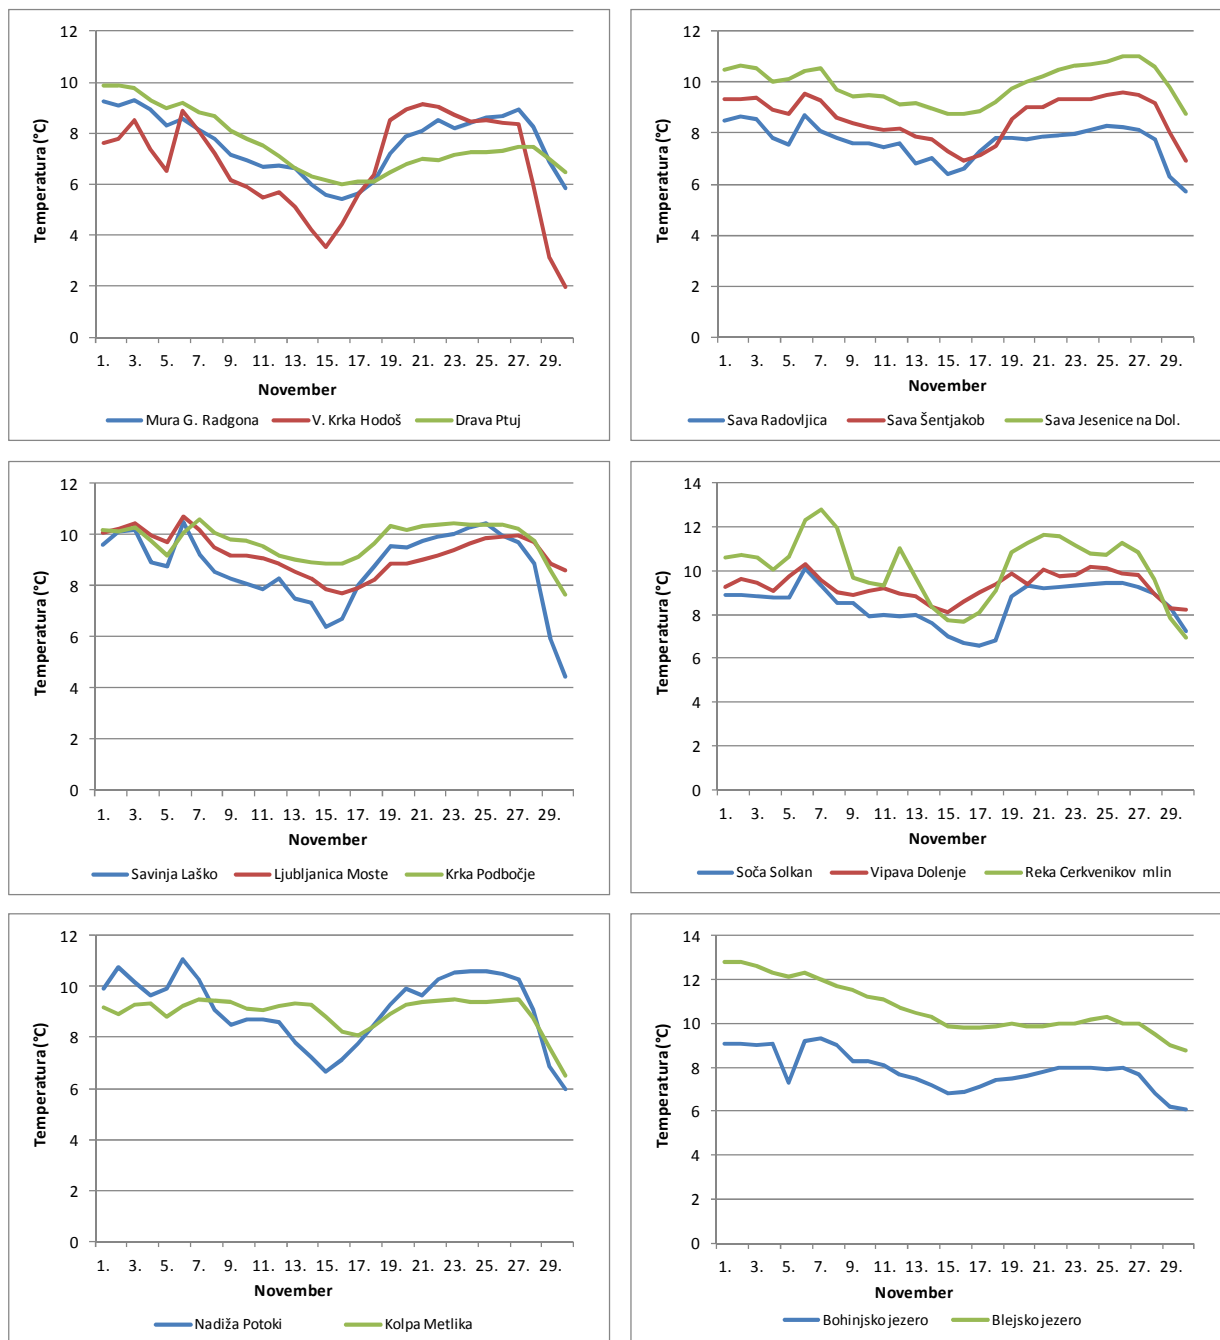 12
10
8
6
4
2
0
Temperatura (°C)
1. 3. 5. 7. 9. 11. 13. 15. 17. 19. 21. 23. 25. 27. 29.
November
Mura G. Radgona V. Krka Hodoš Drava Ptuj
12
10
8
6
4
2
0
Temperatura (°C)
1. 3. 5. 7. 9. 11. 13. 15. 17. 19. 21. 23. 25. 27. 29.
November
Sava Radovljica Sava Šentjakob Sava Jesenice na Dol.
12
10
8
6
4
2
0
Temperatura (°C)
1. 3. 5. 7. 9. 11. 13. 15. 17. 19. 21. 23. 25. 27. 29.
November
Savinja Laško Ljubljanica Moste Krka Podbočje
14
12
10
8
6
4
2
0
Temperatura (°C)
1. 3. 5. 7. 9. 11. 13. 15. 17. 19. 21. 23. 25. 27. 29.
November
Soča Solkan Vipava Dolenje Reka Cerkvenikov mlin
12
10
8
6
4
2
0
Temperatura (°C)
1. 3. 5. 7. 9. 11. 13. 15. 17. 19. 21. 23. 25. 27. 29.
November
Nadiža Potoki Kolpa Metlika
14
12
10
8
6
4
2
0
Temperatura (°C)
1. 3. 5. 7. 9. 11. 13. 15. 17. 19. 21. 23. 25. 27. 29.
November
Bohinjsko jezero Blejsko jezero